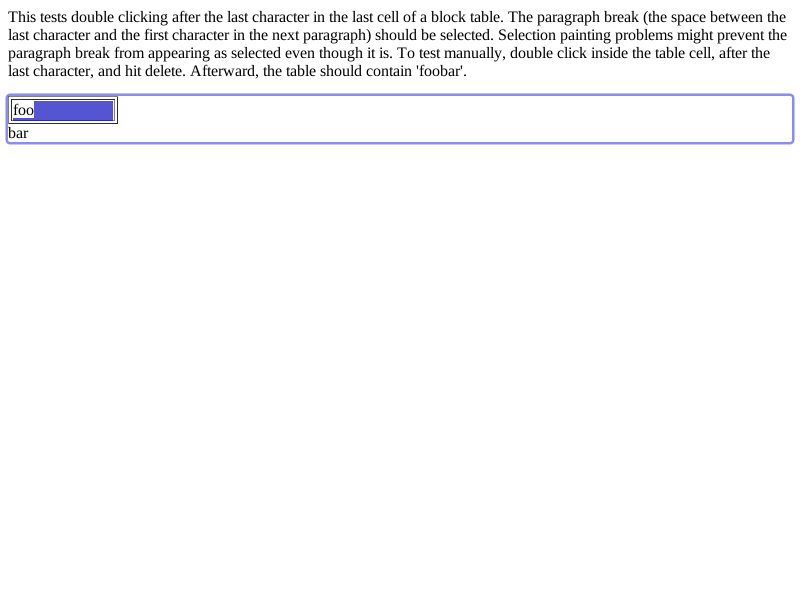 This tests double clicking after the last character in the last cell of a block table. The paragraph break (the space between the
last character and the first character in the next paragraph) should be selected. Selection painting problems might prevent the
paragraph break from appearing as selected even though it is. To test manually, double click inside the table cell, after the
last character, and hit delete. Afterward, the table should contain 'foobar'.
foo
bar